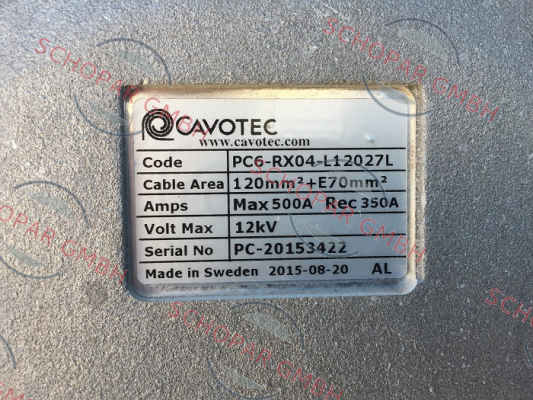 CAVOTEC
www.cavotec.com
Code PC6-RX04-L12027L
Cable Area 120mm²+E70mm²
Amps Max 500A Rec 350A
Volt Max 12kV
Serial No PC-20153422
Made in Sweden 2015-08-20 AL
SCHOPAR GMBH
SCHOPAR GMBH
SCHOPAR GMBH
SCHOPAR GMBH
SCHOPAR GMBH
SCHOPAR GMBH